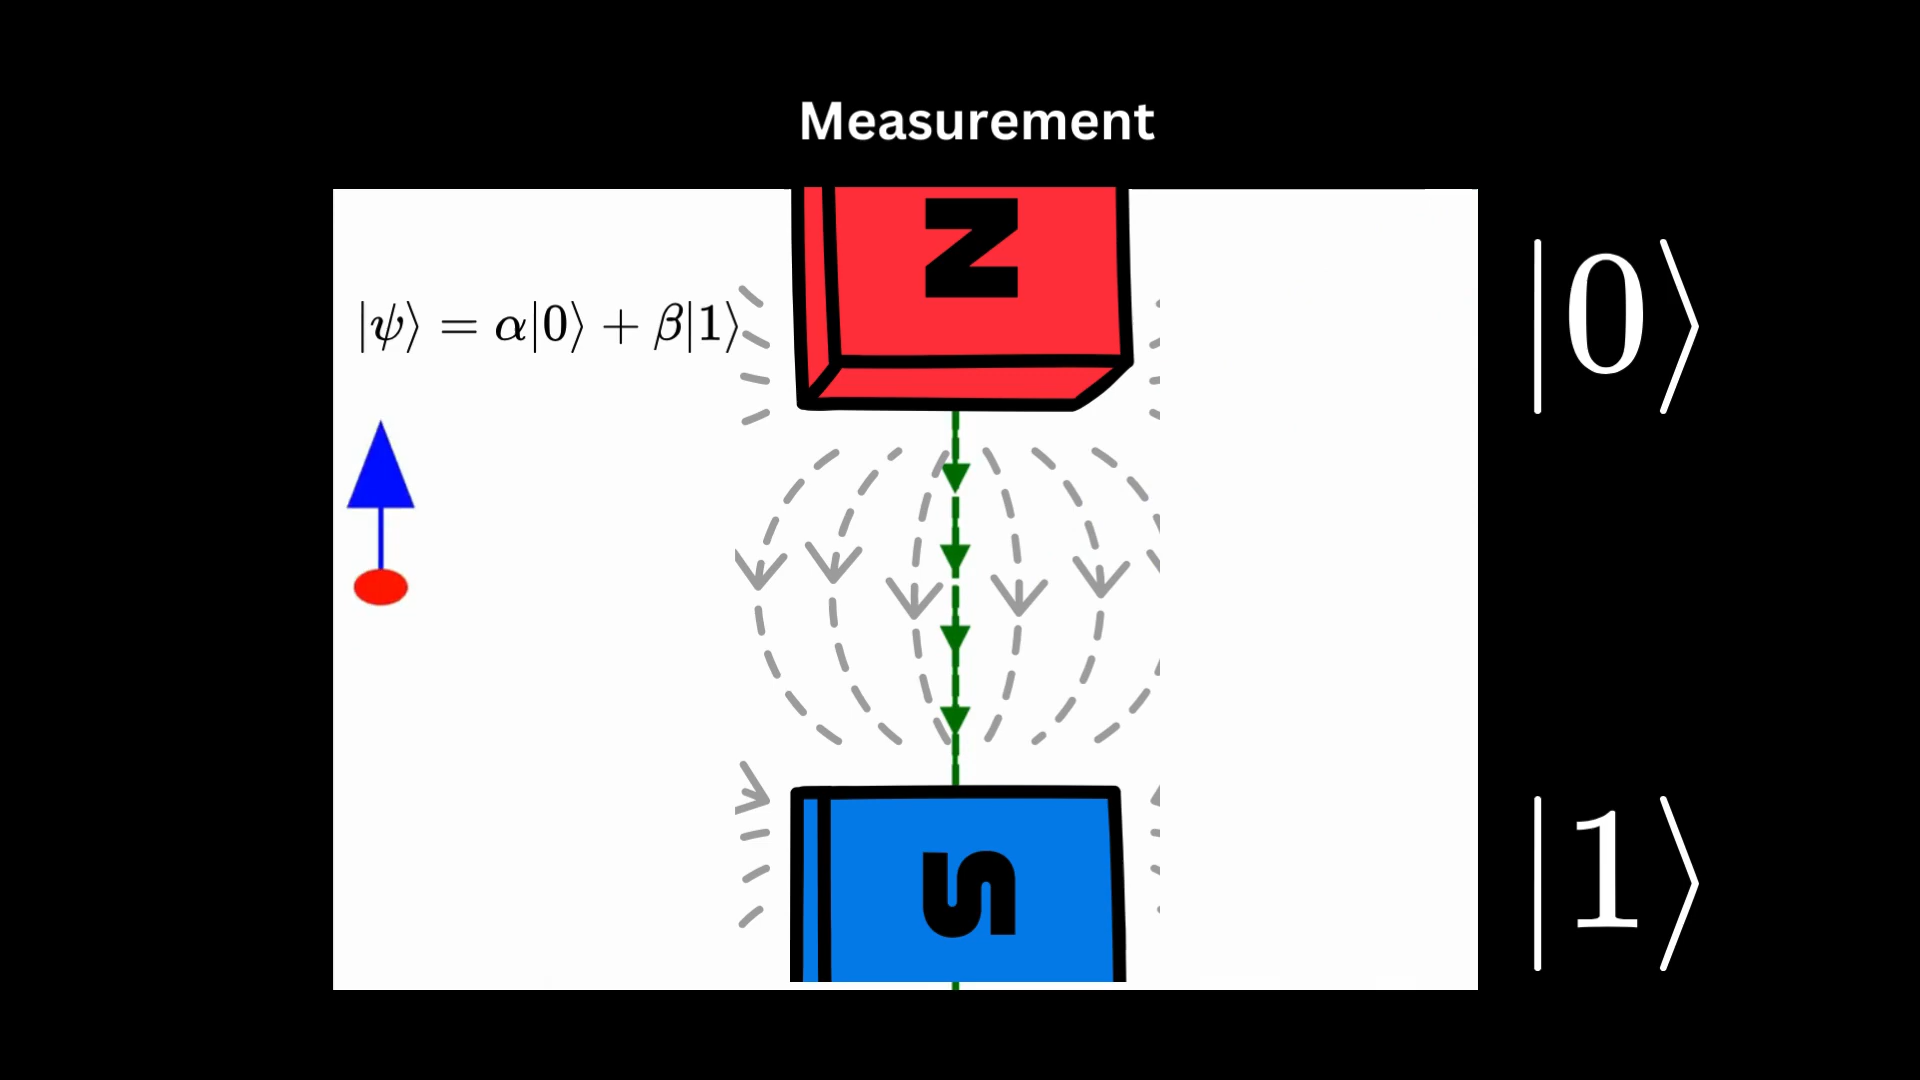 Measurement
N
|ψ⟩ = α|0⟩ + β|1⟩
|0⟩
S
|1⟩